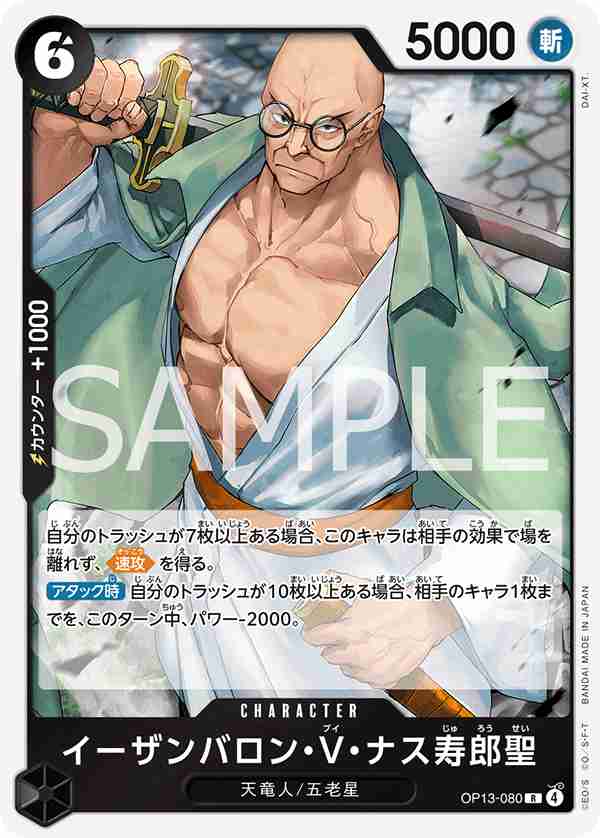 6
5000
斬
DAI-XT.
カウンター +1000
SAMPLE
自分のトラッシュが7枚以上ある場合、このキャラは相手の効果で場を
離れず、速攻を得る。
アタック時 自分のトラッシュが10枚以上ある場合、相手のキャラ1枚ま
でを、このターン中、パワー-2000。
CHARACTER
イーザンバロン・V・ナス寿郎聖
天竜人/五老星
OP13-080 R 4
©E.O/S ©O./S・F・T BANDAI MADE IN JAPAN